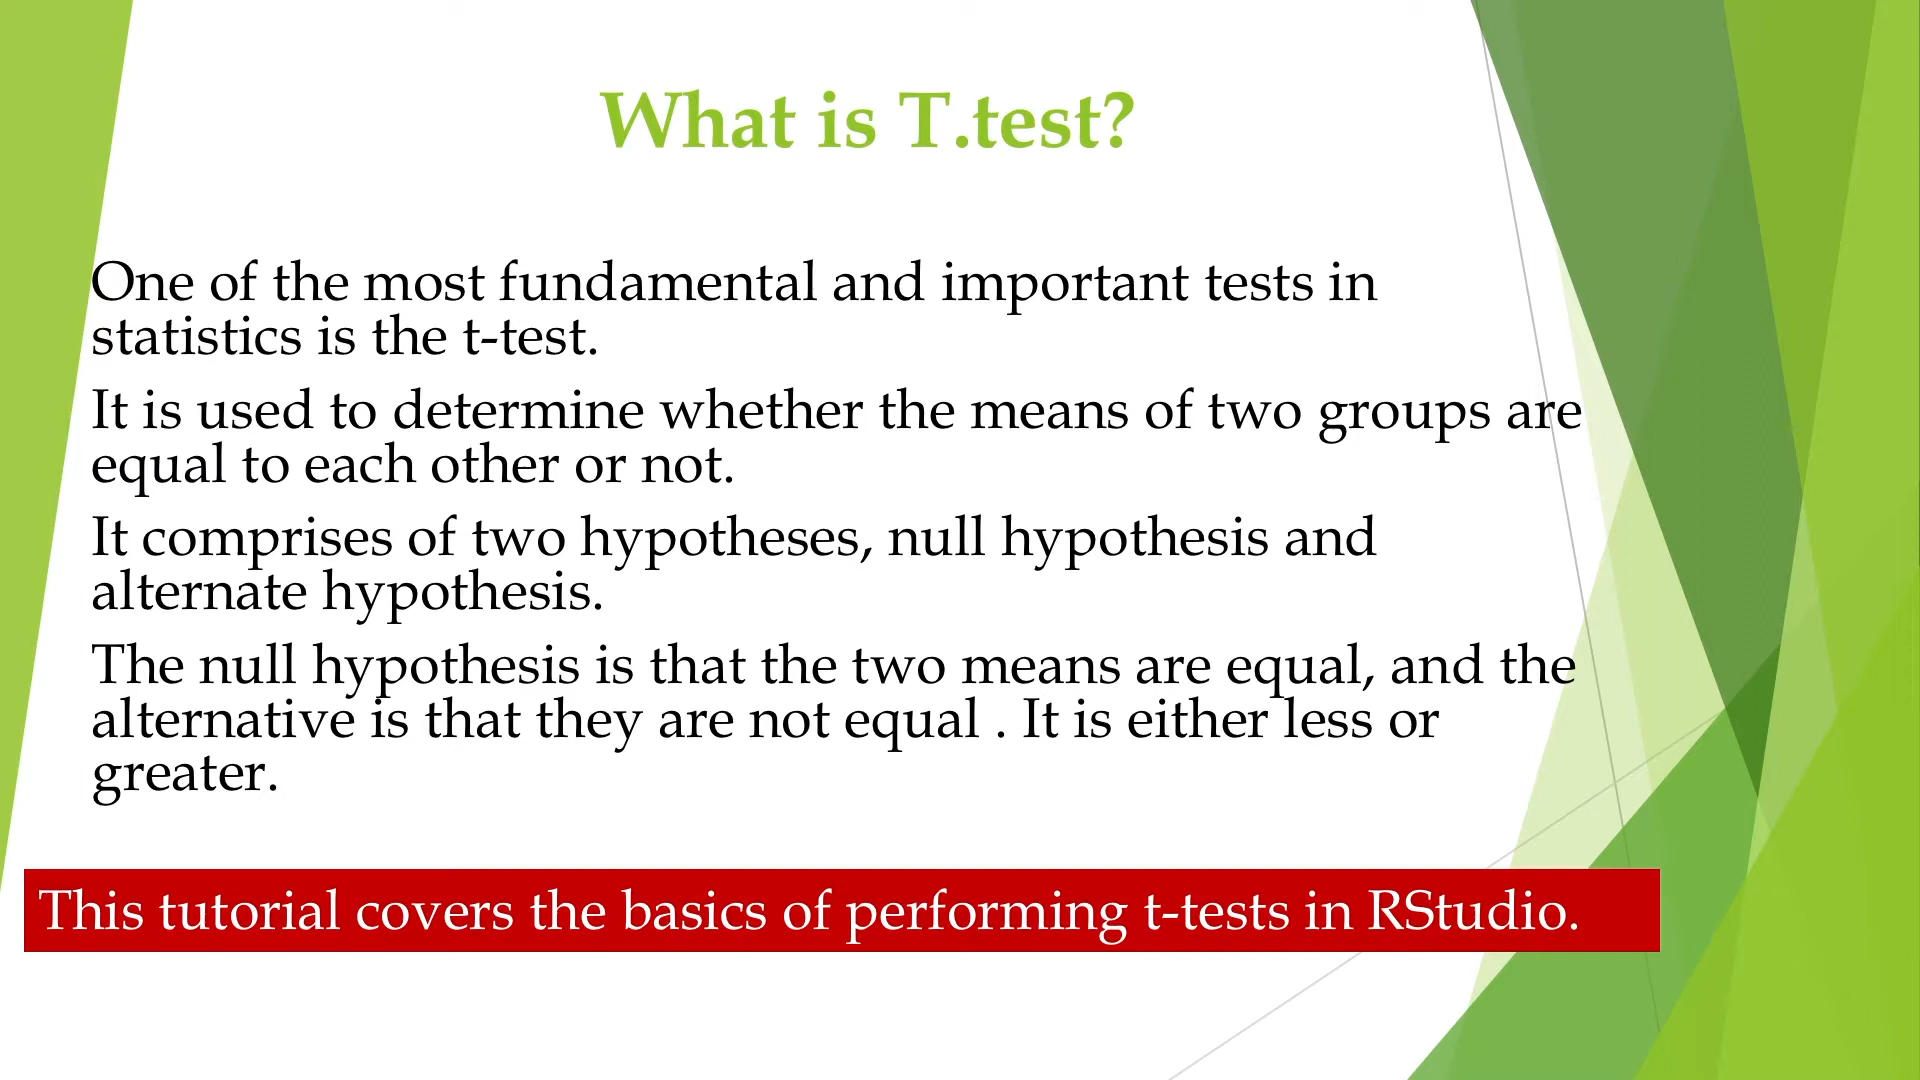 What is T.test?
One of the most fundamental and important tests in
statistics is the t-test.
It is used to determine whether the means of two groups are
equal to each other or not.
It comprises of two hypotheses, null hypothesis and
alternate hypothesis.
The null hypothesis is that the two means are equal, and the
alternative is that they are not equal . It is either less or
greater.
This tutorial covers the basics of performing t-tests in RStudio.